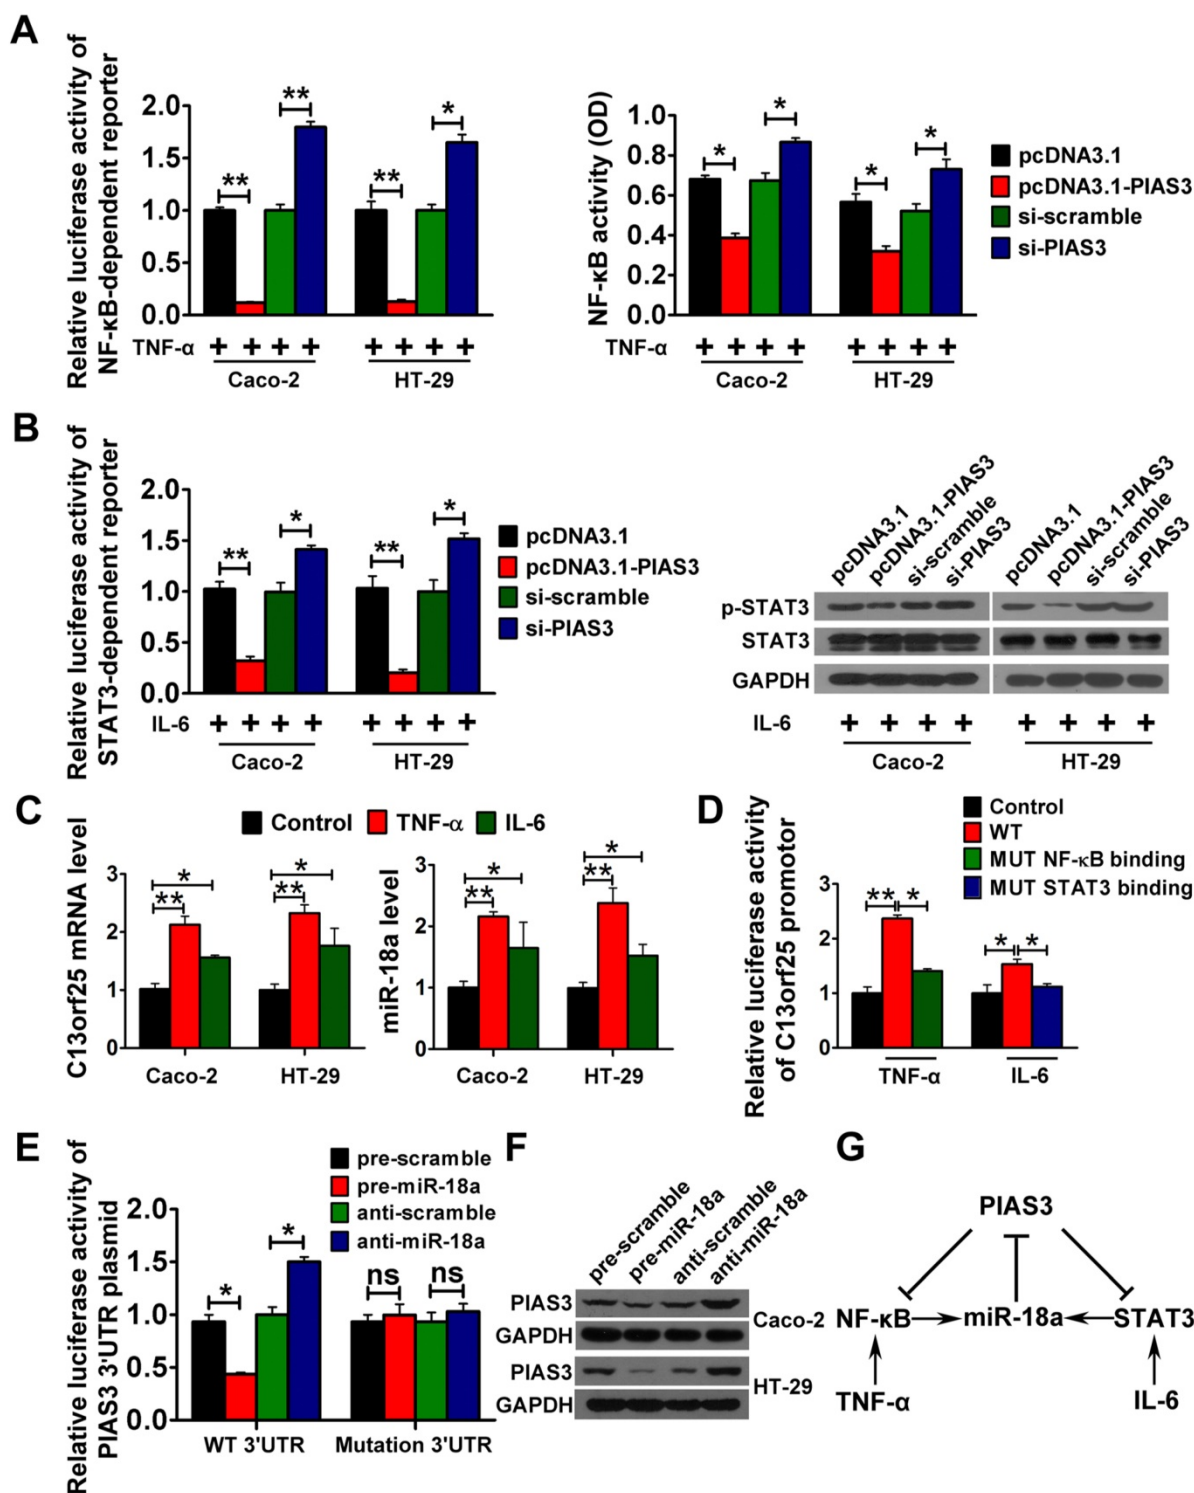 A
Relative luciferase activity of
NF-κB-dependent reporter
2.0
1.5
1.0
0.5
0.0
**
**
**
*
TNF-α + + + + + + + +
Caco-2 HT-29
NF-κB activity (OD)
1.0
0.8
0.6
0.4
0.2
0.0
*
*
*
*
TNF-α + + + + + + + +
Caco-2 HT-29
pcDNA3.1
pcDNA3.1-PIAS3
si-scramble
si-PIAS3
B
Relative luciferase activity of
STAT3-dependent reporter
2.0
1.5
1.0
0.5
0.0
**
*
**
*
IL-6 + + + + + + + +
Caco-2 HT-29
pcDNA3.1
pcDNA3.1-PIAS3
si-scramble
si-PIAS3
pcDNA3.1
pcDNA3.1-PIAS3
si-scramble
si-PIAS3
pcDNA3.1
pcDNA3.1-PIAS3
si-scramble
si-PIAS3
p-STAT3
STAT3
GAPDH
IL-6 + + + + + + + +
Caco-2 HT-29
C
Control TNF-α IL-6
C13orf25 mRNA level
3
2
1
0
*
**
*
**
Caco-2 HT-29
miR-18a level
3
2
1
0
*
**
*
**
Caco-2 HT-29
D
Control
WT
MUT NF-κB binding
MUT STAT3 binding
Relative luciferase activity
of C13orf25 promotor
3
2
1
0
** *
* *
TNF-α IL-6
E
pre-scramble
pre-miR-18a
anti-scramble
anti-miR-18a
Relative luciferase activity of
PIAS3 3'UTR plasmid
2.0
1.5
1.0
0.5
0.0
*
*
ns ns
WT 3'UTR Mutation 3'UTR
F
pre-scramble
pre-miR-18a
anti-scramble
anti-miR-18a
PIAS3
GAPDH
Caco-2
PIAS3
GAPDH
HT-29
G
PIAS3
NF-κB miR-18a STAT3
TNF-α IL-6